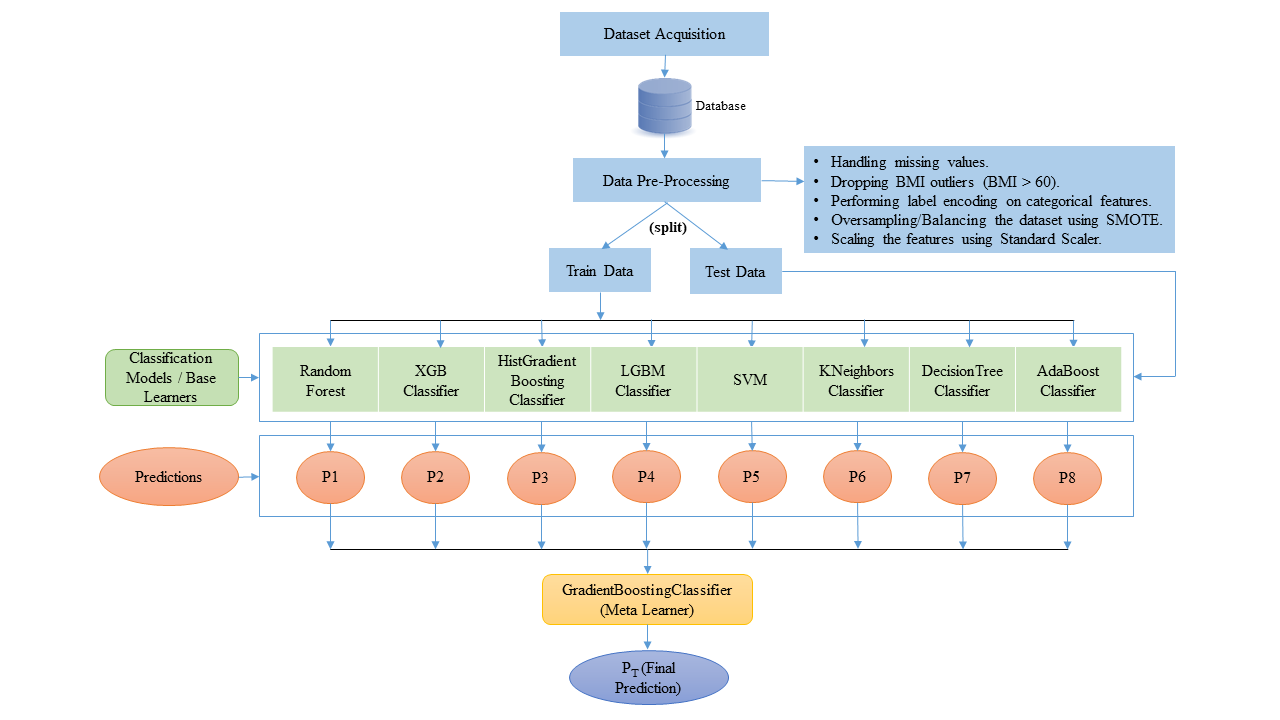 Dataset Acquisition
Database
Data Pre-Processing
• Handling missing values.
• Dropping BMI outliers (BMI > 60).
• Performing label encoding on categorical features.
• Oversampling/Balancing the dataset using SMOTE.
• Scaling the features using Standard Scaler.
(split)
Train Data
Test Data
Classification
Models / Base
Learners
Random
Forest
XGB
Classifier
HistGradient
Boosting
Classifier
LGBM
Classifier
SVM
KNeighbors
Classifier
DecisionTree
Classifier
AdaBoost
Classifier
Predictions
P1
P2
P3
P4
P5
P6
P7
P8
GradientBoostingClassifier
(Meta Learner)
PT (Final
Prediction)